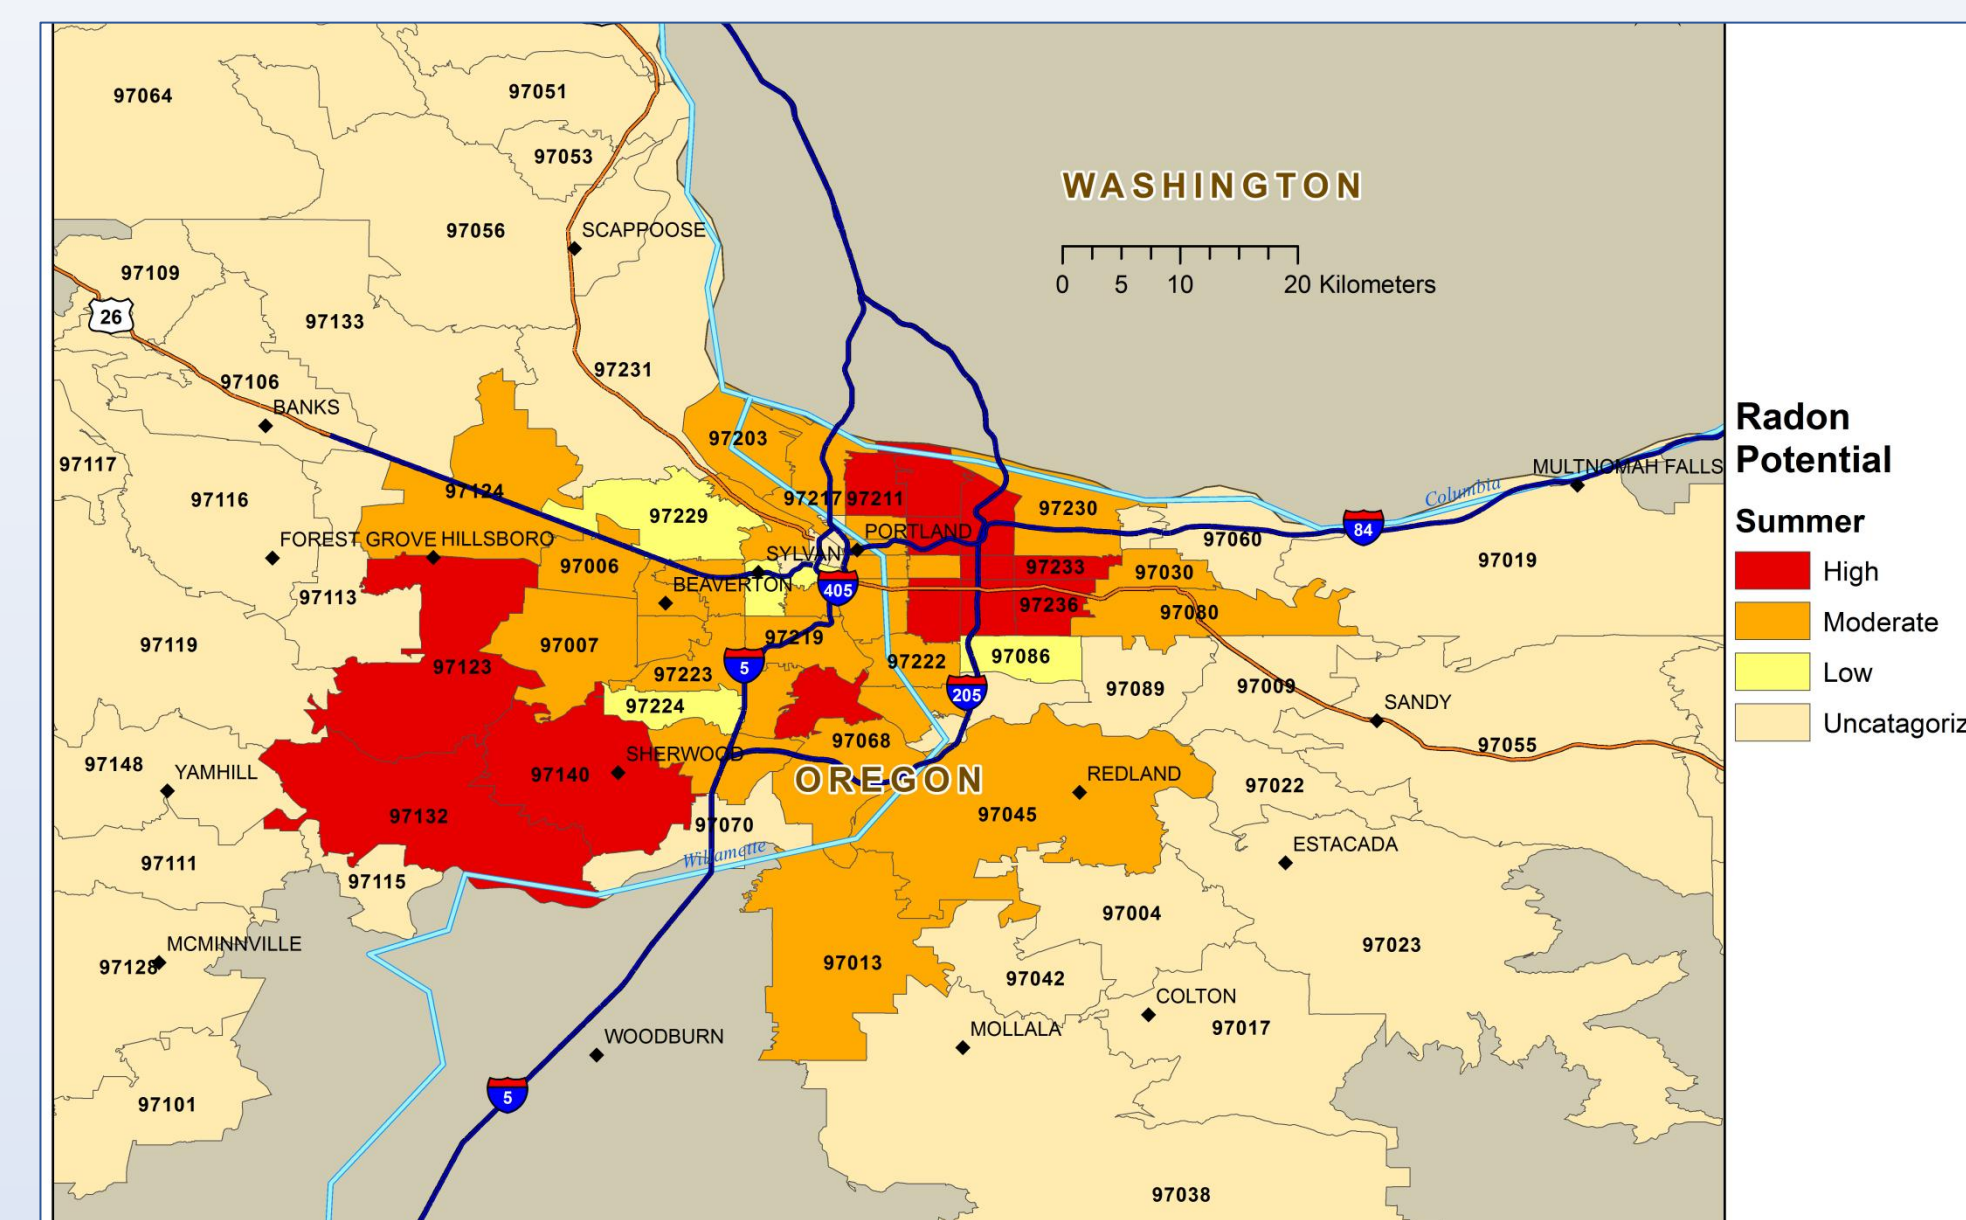 97064
97051
97053
WASHINGTON
97056
SCAPPOOSE
97109
0 5 10 20 Kilometers
26
97133
97231
97106
BANKS
Radon
Potential
97203
97117
MULTNOMAH FALLS
97116
97124
97217
97211
Columbia
97229
97230
Summer
84
FOREST GROVE
HILLSBORO
PORTLAND
97060
97019
SYLVAN
97006
97233
97030
High
BEAVERTON
405
97113
97236
97080
Moderate
97119
97007
97219
97222
97086
97123
5
97223
Low
97089
97009
205
SANDY
97224
Uncatagoriz
97068
97055
SHERWOOD
97148
YAMHILL
97140
OREGON
REDLAND
97022
97132
97070
97045
ESTACADA
Willamette
97111
97115
97004
MCMINNVILLE
97023
97128
97013
97042
COLTON
97017
WOODBURN
MOLLALA
5
97101
97038